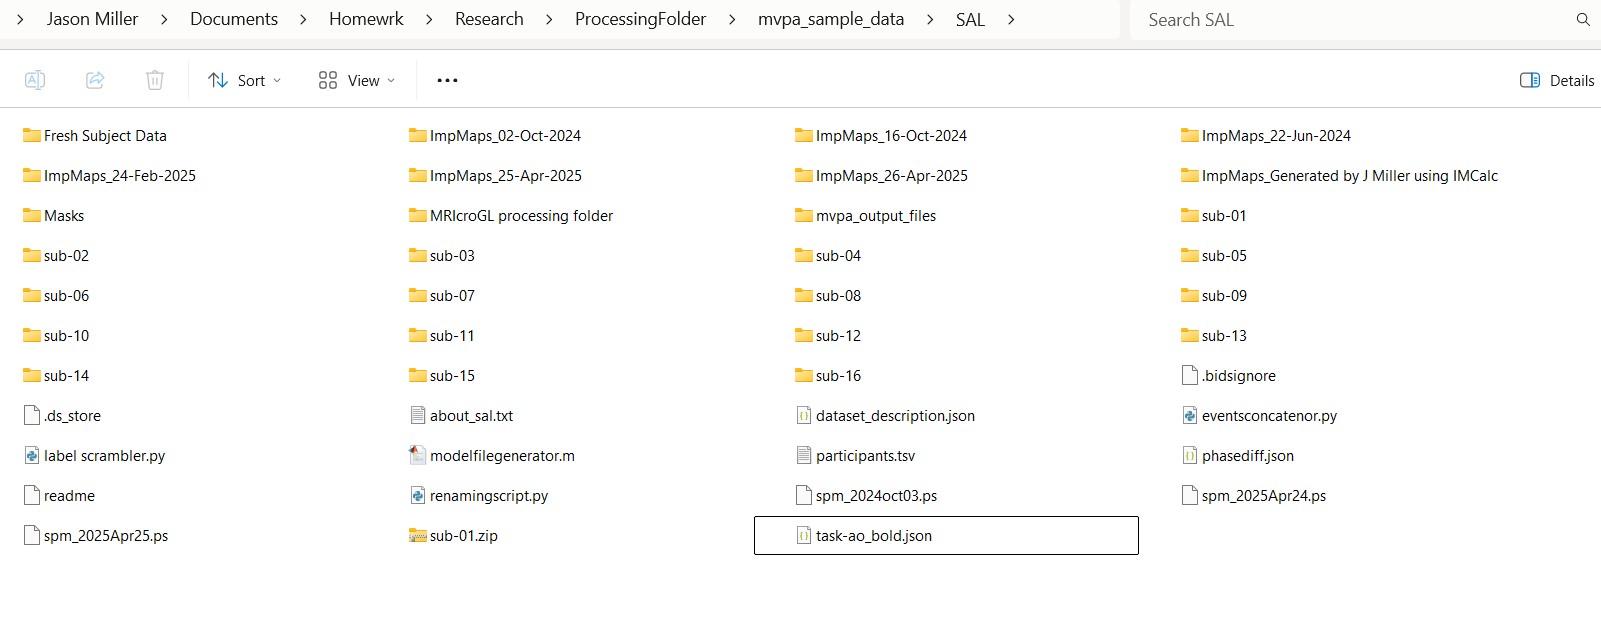 > Jason Miller > Documents > Homewrk > Research > ProcessingFolder > mvpa_sample_data > SAL > Search SAL
Sort View ... Details
Fresh Subject Data ImpMaps_02-Oct-2024 ImpMaps_16-Oct-2024 ImpMaps_22-Jun-2024
ImpMaps_24-Feb-2025 ImpMaps_25-Apr-2025 ImpMaps_26-Apr-2025 ImpMaps_Generated by J Miller using IMCalc
Masks MRIcroGL processing folder mvpa_output_files sub-01
sub-02 sub-03 sub-04 sub-05
sub-06 sub-07 sub-08 sub-09
sub-10 sub-11 sub-12 sub-13
sub-14 sub-15 sub-16 .bidsignore
.ds_store about_sal.txt dataset_description.json eventsconcatenor.py
label scrambler.py modelfilegenerator.m participants.tsv phasediff.json
readme renamingscript.py spm_2024oct03.ps spm_2025Apr24.ps
spm_2025Apr25.ps sub-01.zip task-ao_bold.json